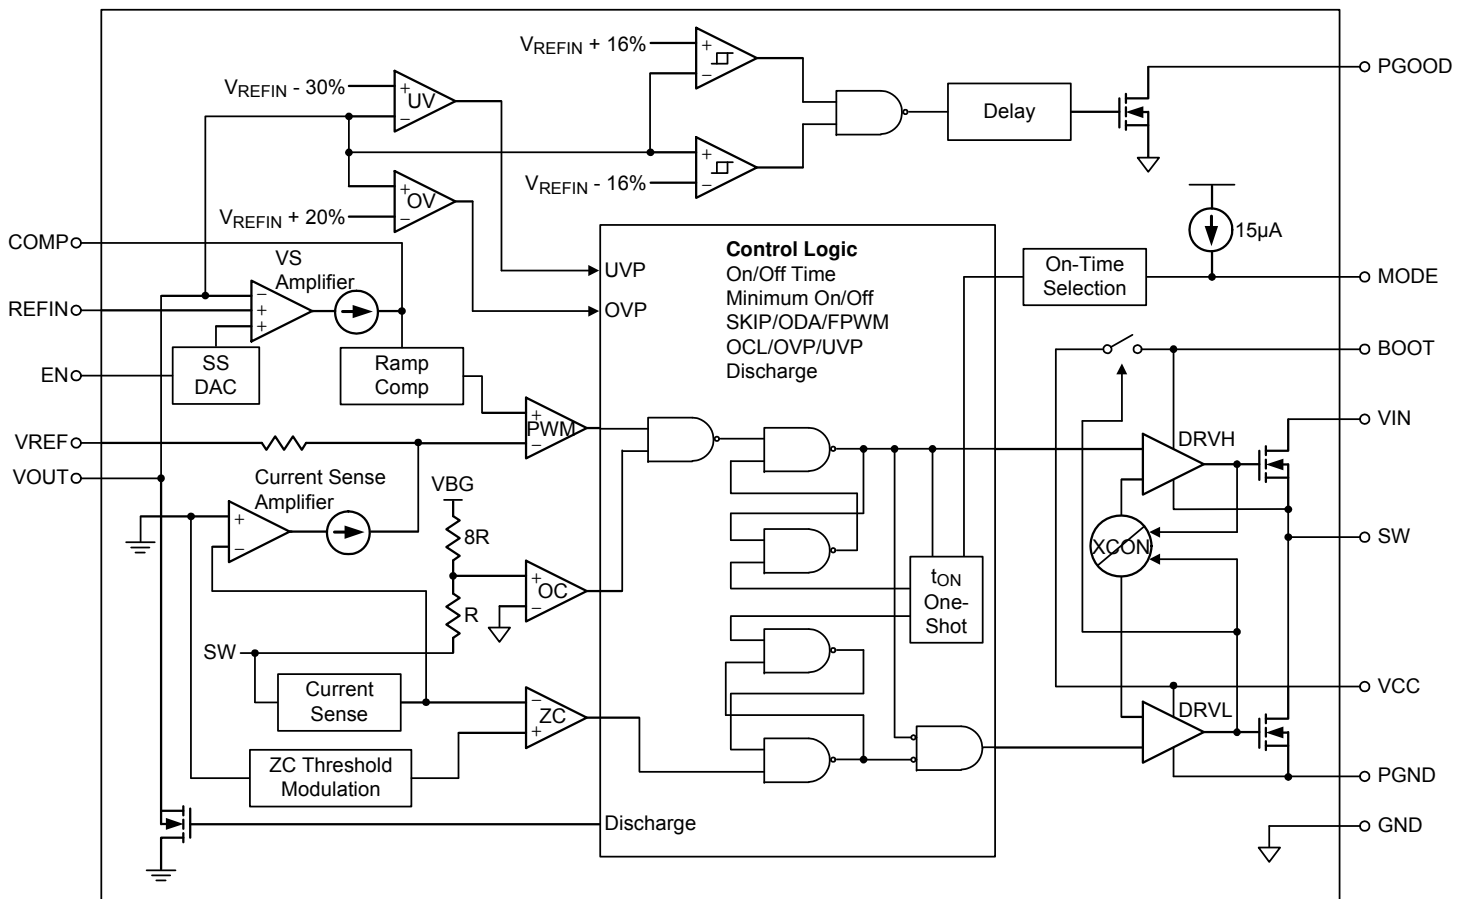 VREFIN + 16%
PGOOD
VREFIN - 30%
+
UV
−
+
−
Delay
+
−
VREFIN - 16%
+
OV
−
VREFIN + 20%
15µA
COMP
VS
Amplifier
Control Logic
On/Off Time
Minimum On/Off
SKIP/ODA/FPWM
OCL/OVP/UVP
Discharge
UVP
OVP
On-Time
Selection
MODE
REFIN
−
+
+
EN
SS
DAC
Ramp
Comp
BOOT
VREF
+
PWM
−
VIN
DRVH
VOUT
Current Sense
Amplifier
VBG
+
−
8R
XCON
SW
+
OC
−
R
tON
One-
Shot
SW
Current
Sense
−
ZC
+
VCC
DRVL
ZC Threshold
Modulation
PGND
Discharge
GND